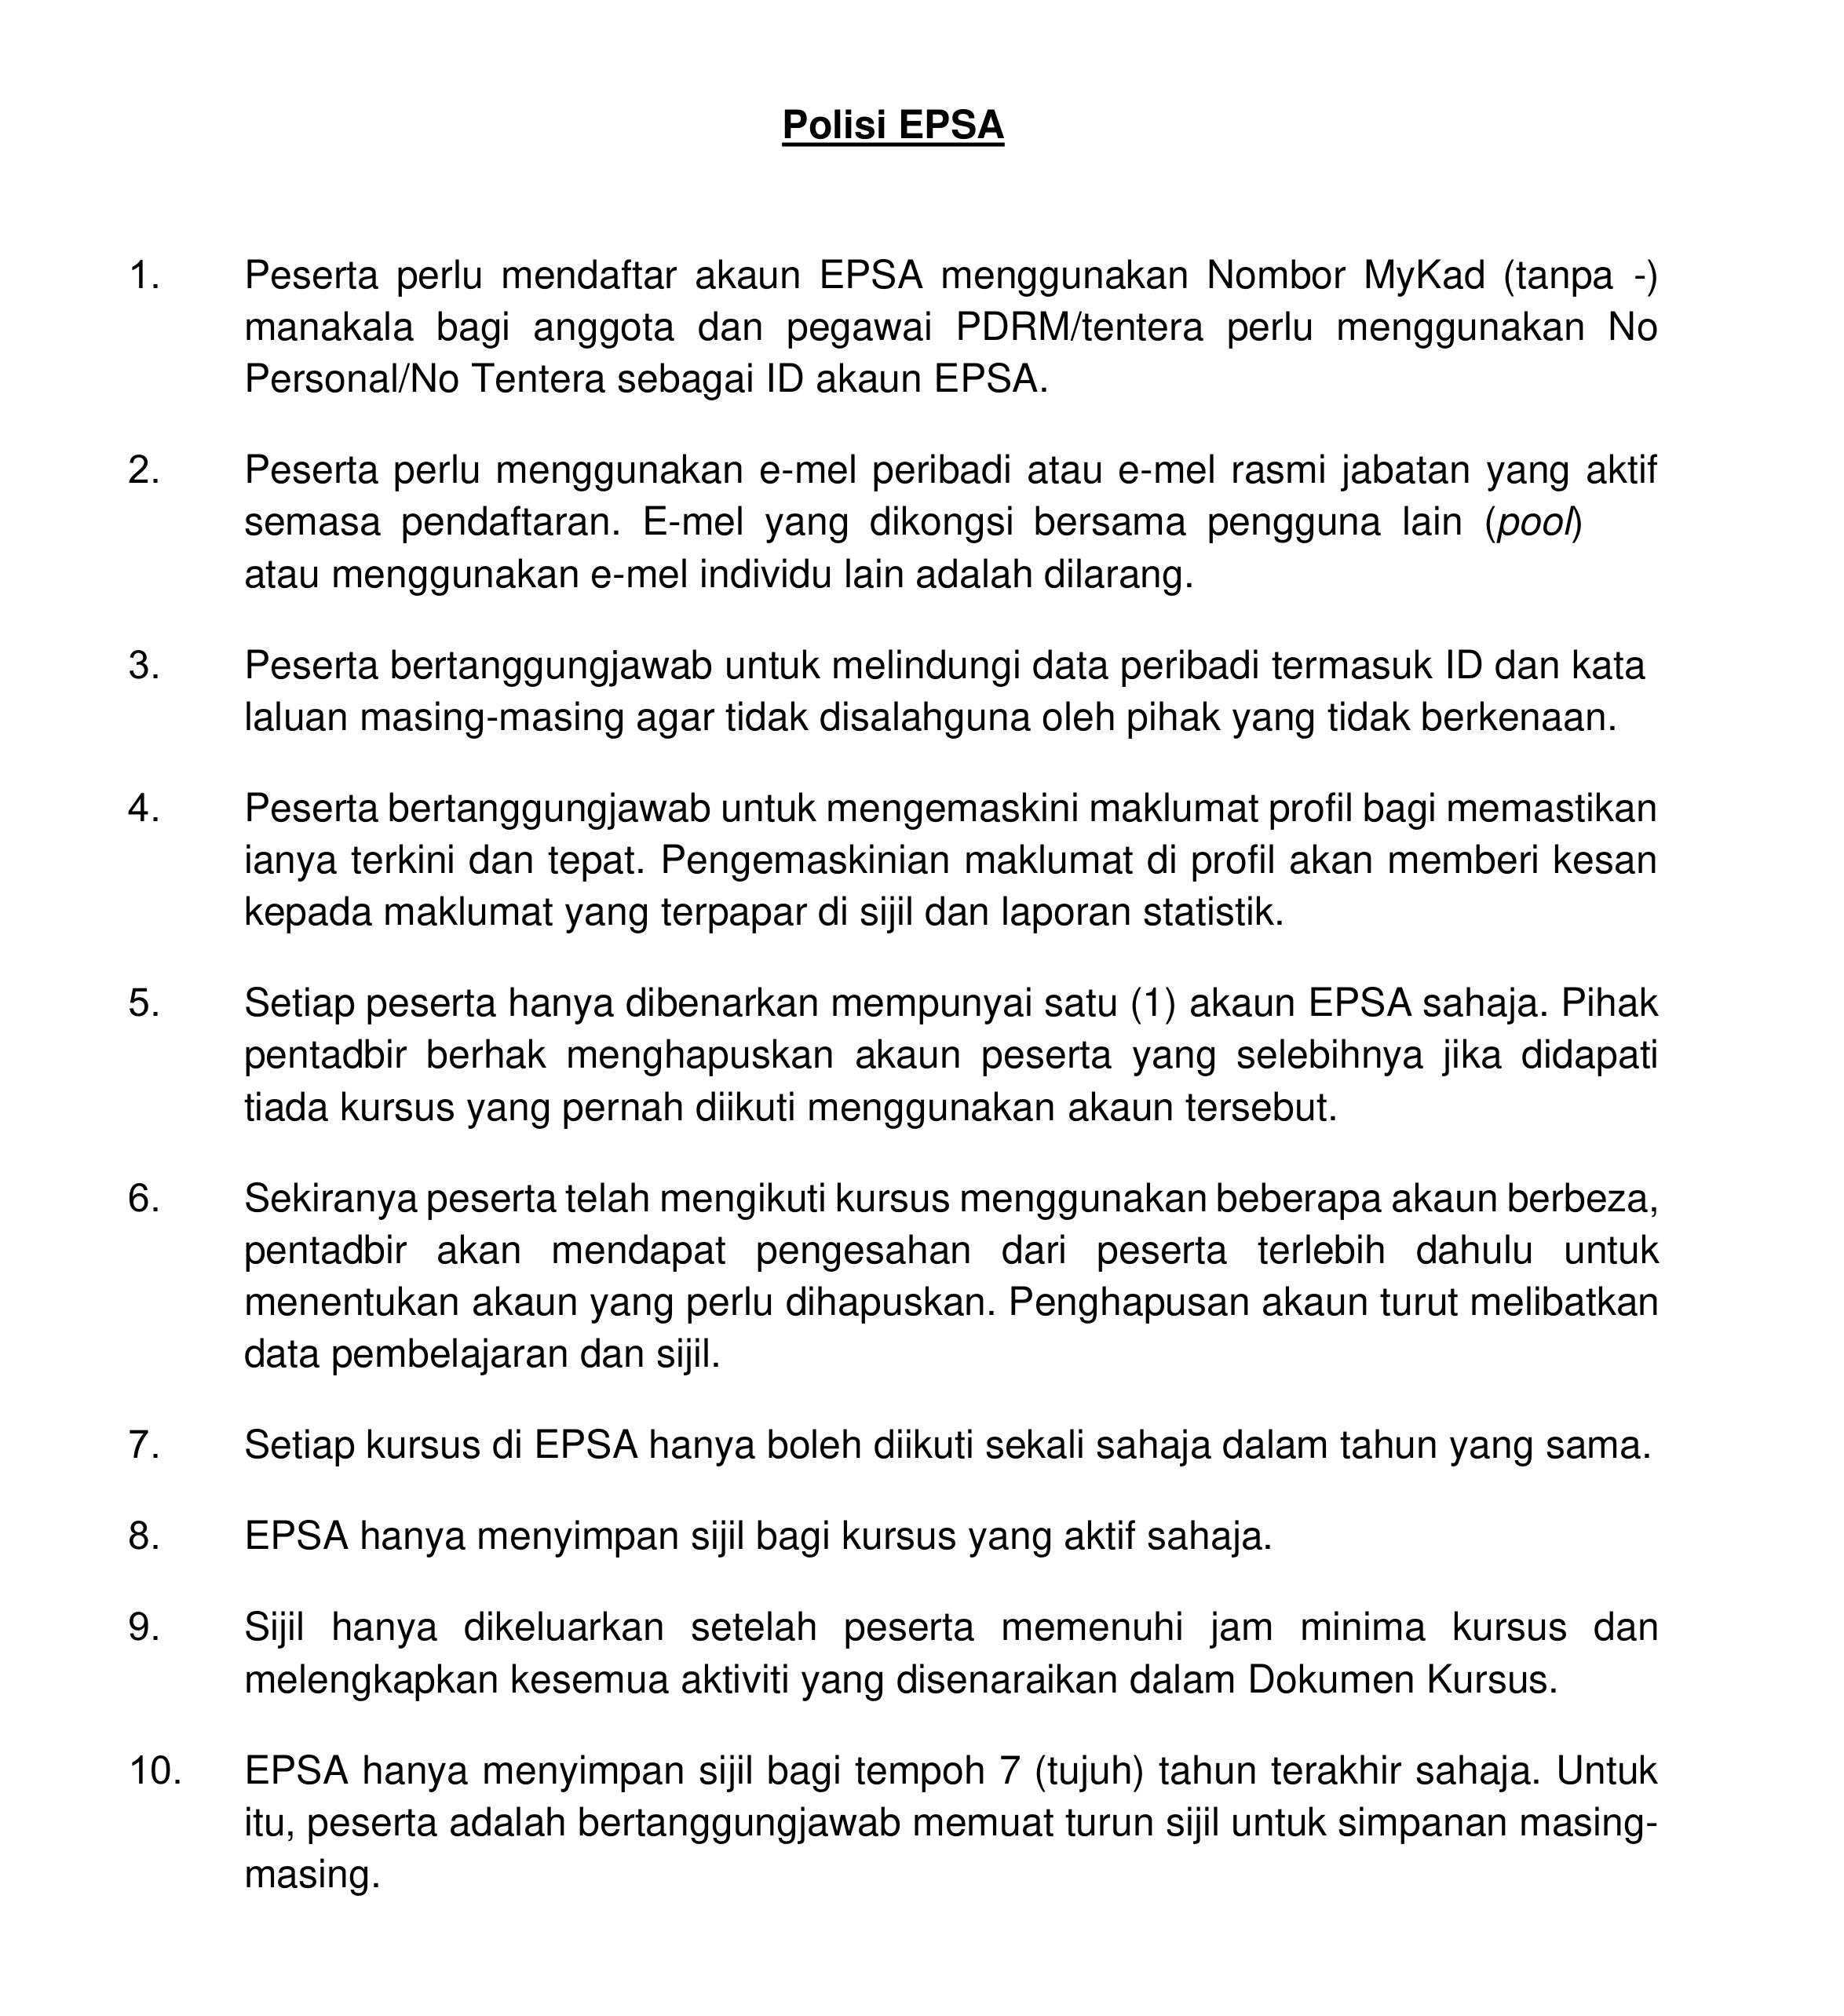 Polisi EPSA
1. Peserta perlu mendaftar akaun EPSA menggunakan Nombor MyKad (tanpa -)
manakala bagi anggota dan pegawai PDRM/tentera perlu menggunakan No
Personal/No Tentera sebagai ID akaun EPSA.
2. Peserta perlu menggunakan e-mel peribadi atau e-mel rasmi jabatan yang aktif
semasa pendaftaran. E-mel yang dikongsi bersama pengguna lain (pool)
atau menggunakan e-mel individu lain adalah dilarang.
3. Peserta bertanggungjawab untuk melindungi data peribadi termasuk ID dan kata
laluan masing-masing agar tidak disalahguna oleh pihak yang tidak berkenaan.
4. Peserta bertanggungjawab untuk mengemaskini maklumat profil bagi memastikan
ianya terkini dan tepat. Pengemaskinian maklumat di profil akan memberi kesan
kepada maklumat yang terpapar di sijil dan laporan statistik.
5. Setiap peserta hanya dibenarkan mempunyai satu (1) akaun EPSA sahaja. Pihak
pentadbir berhak menghapuskan akaun peserta yang selebihnya jika didapati
tiada kursus yang pernah diikuti menggunakan akaun tersebut.
6. Sekiranya peserta telah mengikuti kursus menggunakan beberapa akaun berbeza,
pentadbir akan mendapat pengesahan dari peserta terlebih dahulu untuk
menentukan akaun yang perlu dihapuskan. Penghapusan akaun turut melibatkan
data pembelajaran dan sijil.
7. Setiap kursus di EPSA hanya boleh diikuti sekali sahaja dalam tahun yang sama.
8. EPSA hanya menyimpan sijil bagi kursus yang aktif sahaja.
9. Sijil hanya dikeluarkan setelah peserta memenuhi jam minima kursus dan
melengkapkan kesemua aktiviti yang disenaraikan dalam Dokumen Kursus.
10. EPSA hanya menyimpan sijil bagi tempoh 7 (tujuh) tahun terakhir sahaja. Untuk
itu, peserta adalah bertanggungjawab memuat turun sijil untuk simpanan masing-
masing.